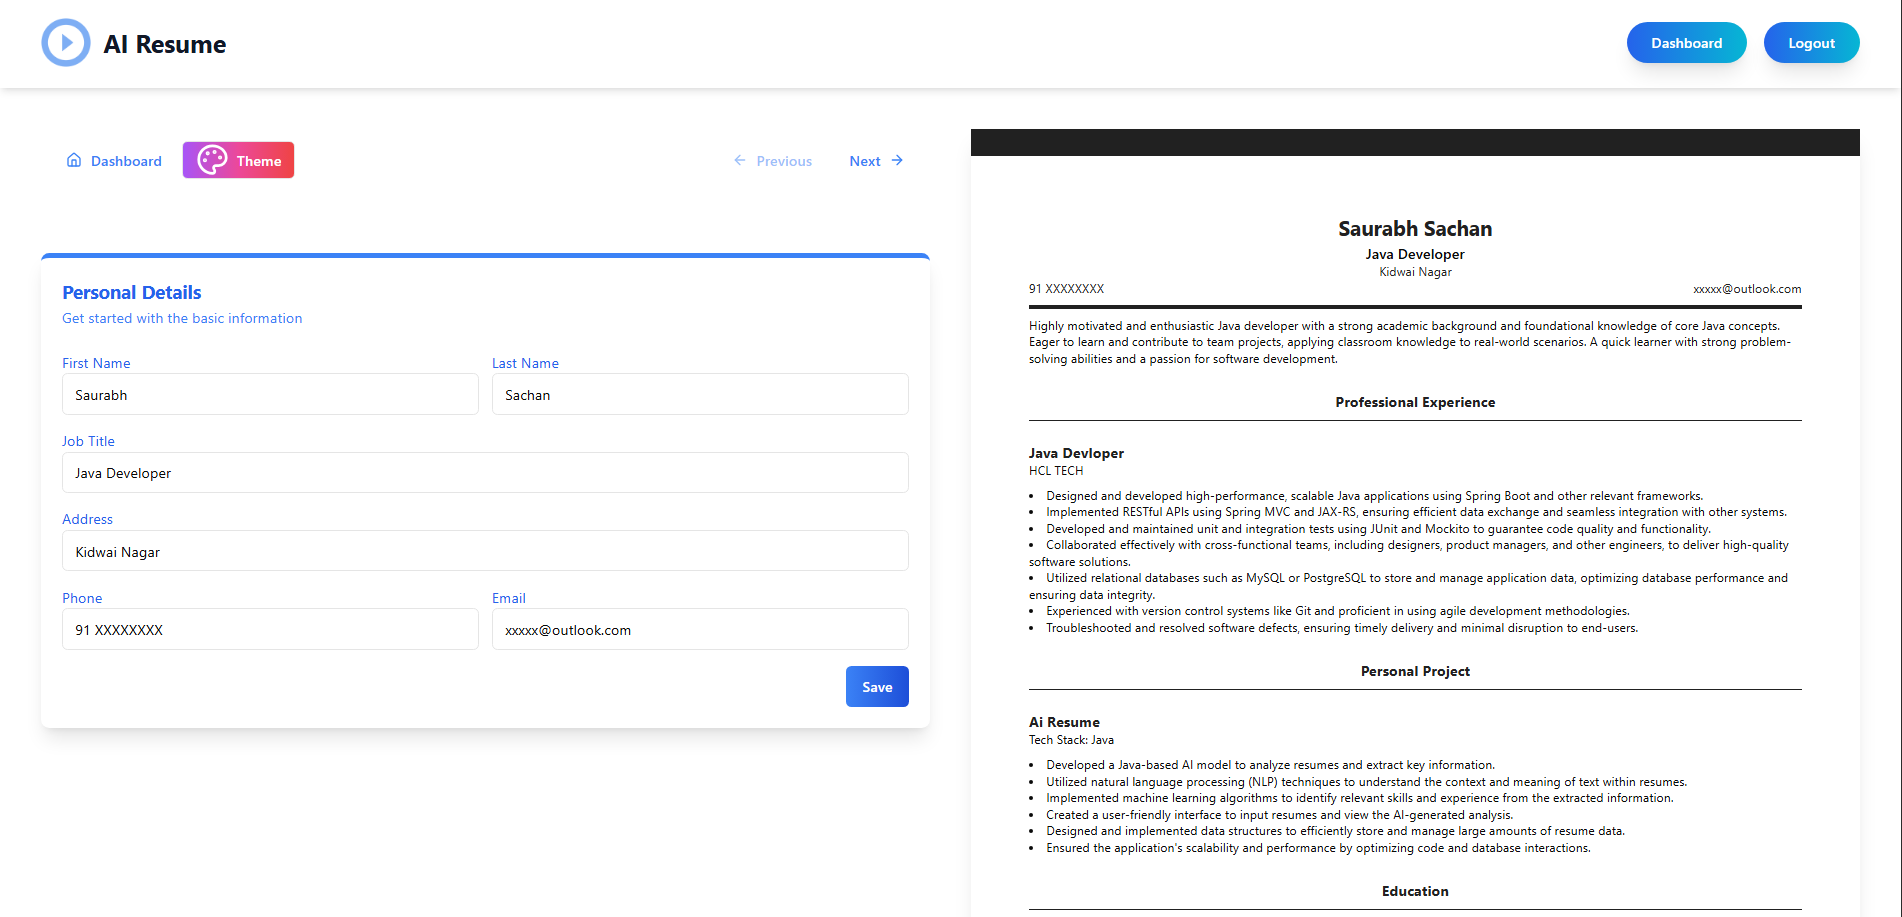 AI Resume
Dashboard
Logout
Dashboard
Theme
Previous
Next
Personal Details
Get started with the basic information
First Name
Last Name
Saurabh
Sachan
Job Title
Java Developer
Address
Kidwai Nagar
Phone
Email
91 XXXXXXXX
xxxxx@outlook.com
Save
Saurabh Sachan
Java Developer
Kidwai Nagar
91 XXXXXXXX
xxxxx@outlook.com
Highly motivated and enthusiastic Java developer with a strong academic background and foundational knowledge of core Java concepts.
Eager to learn and contribute to team projects, applying classroom knowledge to real-world scenarios. A quick learner with strong problem-
solving abilities and a passion for software development.
Professional Experience
Java Devloper
HCL TECH
• Designed and developed high-performance, scalable Java applications using Spring Boot and other relevant frameworks.
• Implemented RESTful APIs using Spring MVC and JAX-RS, ensuring efficient data exchange and seamless integration with other systems.
• Developed and maintained unit and integration tests using JUnit and Mockito to guarantee code quality and functionality.
• Collaborated effectively with cross-functional teams, including designers, product managers, and other engineers, to deliver high-quality
software solutions.
• Utilized relational databases such as MySQL or PostgreSQL to store and manage application data, optimizing database performance and
ensuring data integrity.
• Experienced with version control systems like Git and proficient in using agile development methodologies.
• Troubleshooted and resolved software defects, ensuring timely delivery and minimal disruption to end-users.
Personal Project
Ai Resume
Tech Stack: Java
• Developed a Java-based AI model to analyze resumes and extract key information.
• Utilized natural language processing (NLP) techniques to understand the context and meaning of text within resumes.
• Implemented machine learning algorithms to identify relevant skills and experience from the extracted information.
• Created a user-friendly interface to input resumes and view the AI-generated analysis.
• Designed and implemented data structures to efficiently store and manage large amounts of resume data.
• Ensured the application's scalability and performance by optimizing code and database interactions.
Education